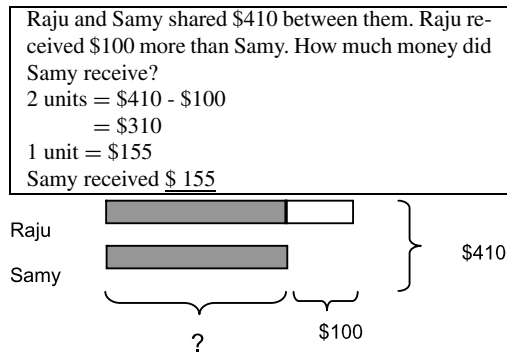 Raju and Samy shared $410 between them. Raju re-
ceived $100 more than Samy. How much money did
Samy receive?
2 units = $410 - $100
= $310
1 unit = $155
Samy received $ 155
Raju
$410
Samy
?
$100